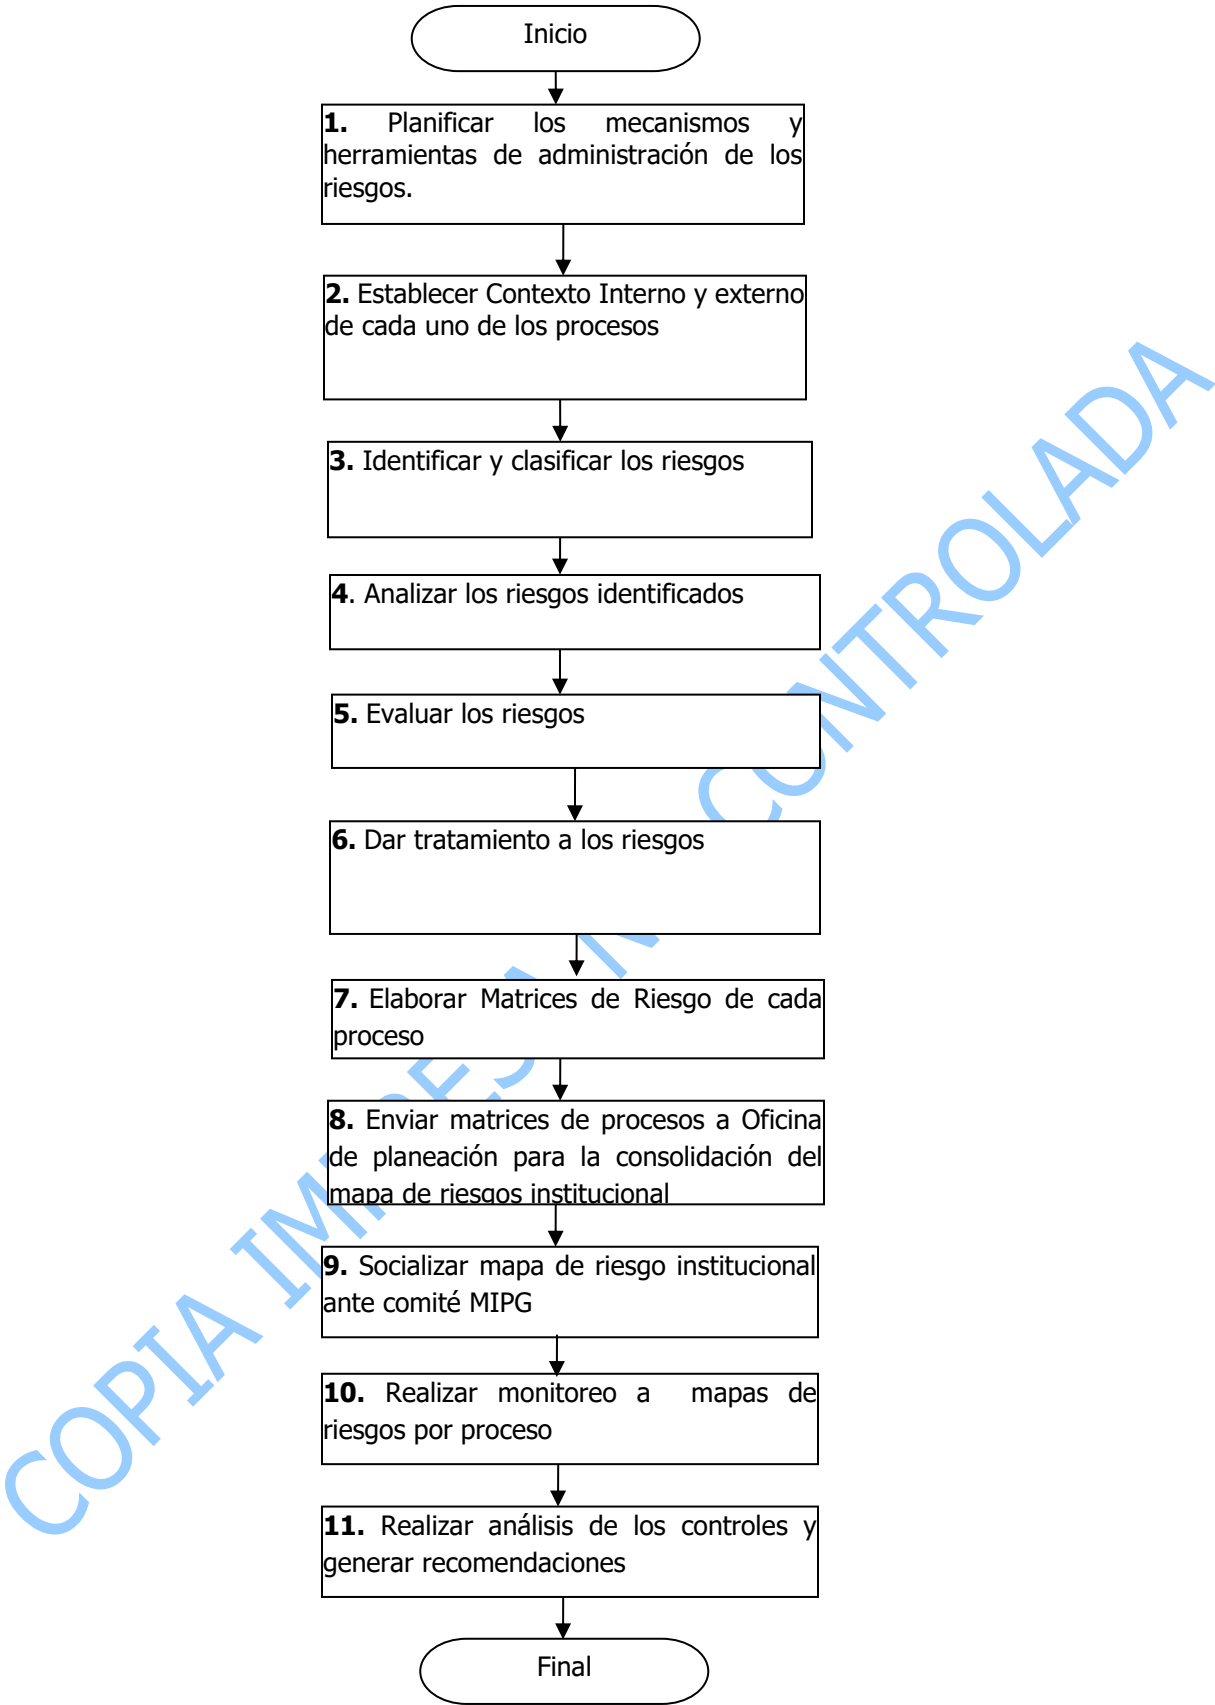 Inicio
1. Planificar los mecanismos y
herramientas de administración de los
riesgos.
2. Establecer Contexto Interno y externo
de cada uno de los procesos
3. Identificar y clasificar los riesgos
4. Analizar los riesgos identificados
5. Evaluar los riesgos
6. Dar tratamiento a los riesgos
7. Elaborar Matrices de Riesgo de cada
proceso
8. Enviar matrices de procesos a Oficina
de planeación para la consolidación del
mapa de riesgos institucional
9. Socializar mapa de riesgo institucional
ante comité MIPG
10. Realizar monitoreo a mapas de
riesgos por proceso
11. Realizar análisis de los controles y
generar recomendaciones
Final
COPIA IMPRESA NO CONTROLADA